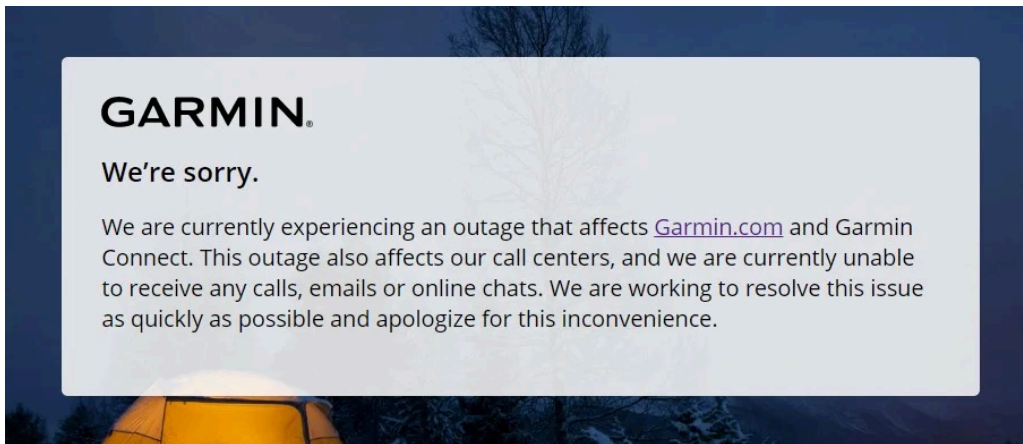 GARMIN®
We’re sorry.
We are currently experiencing an outage that affects Garmin.com and Garmin
Connect. This outage also affects our call centers, and we are currently unable
to receive any calls, emails or online chats. We are working to resolve this issue
as quickly as possible and apologize for this inconvenience.